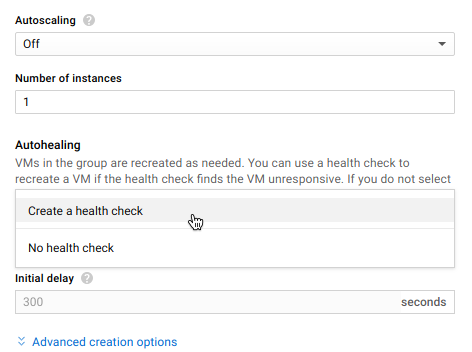 Autoscaling ?
Off
Number of instances
1
Autohealing
VMs in the group are recreated as needed. You can use a health check to
recreate a VM if the health check finds the VM unresponsive. If you do not select
Create a health check
No health check
Initial delay ?
300 seconds
Advanced creation options